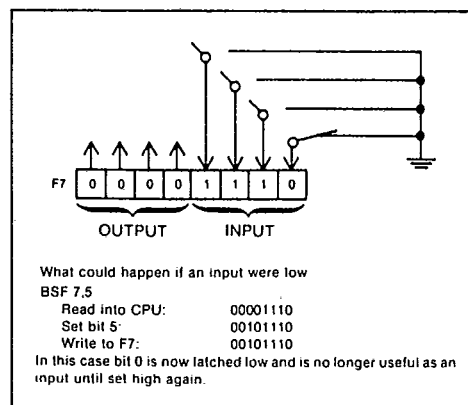 F7 0 0 0 0 1 1 1 0
OUTPUT INPUT
What could happen if an input were low
BSF 7,5
Read into CPU: 00001110
Set bit 5: 00101110
Write to F7: 00101110
In this case bit 0 is now latched low and is no longer useful as an
input until set high again.